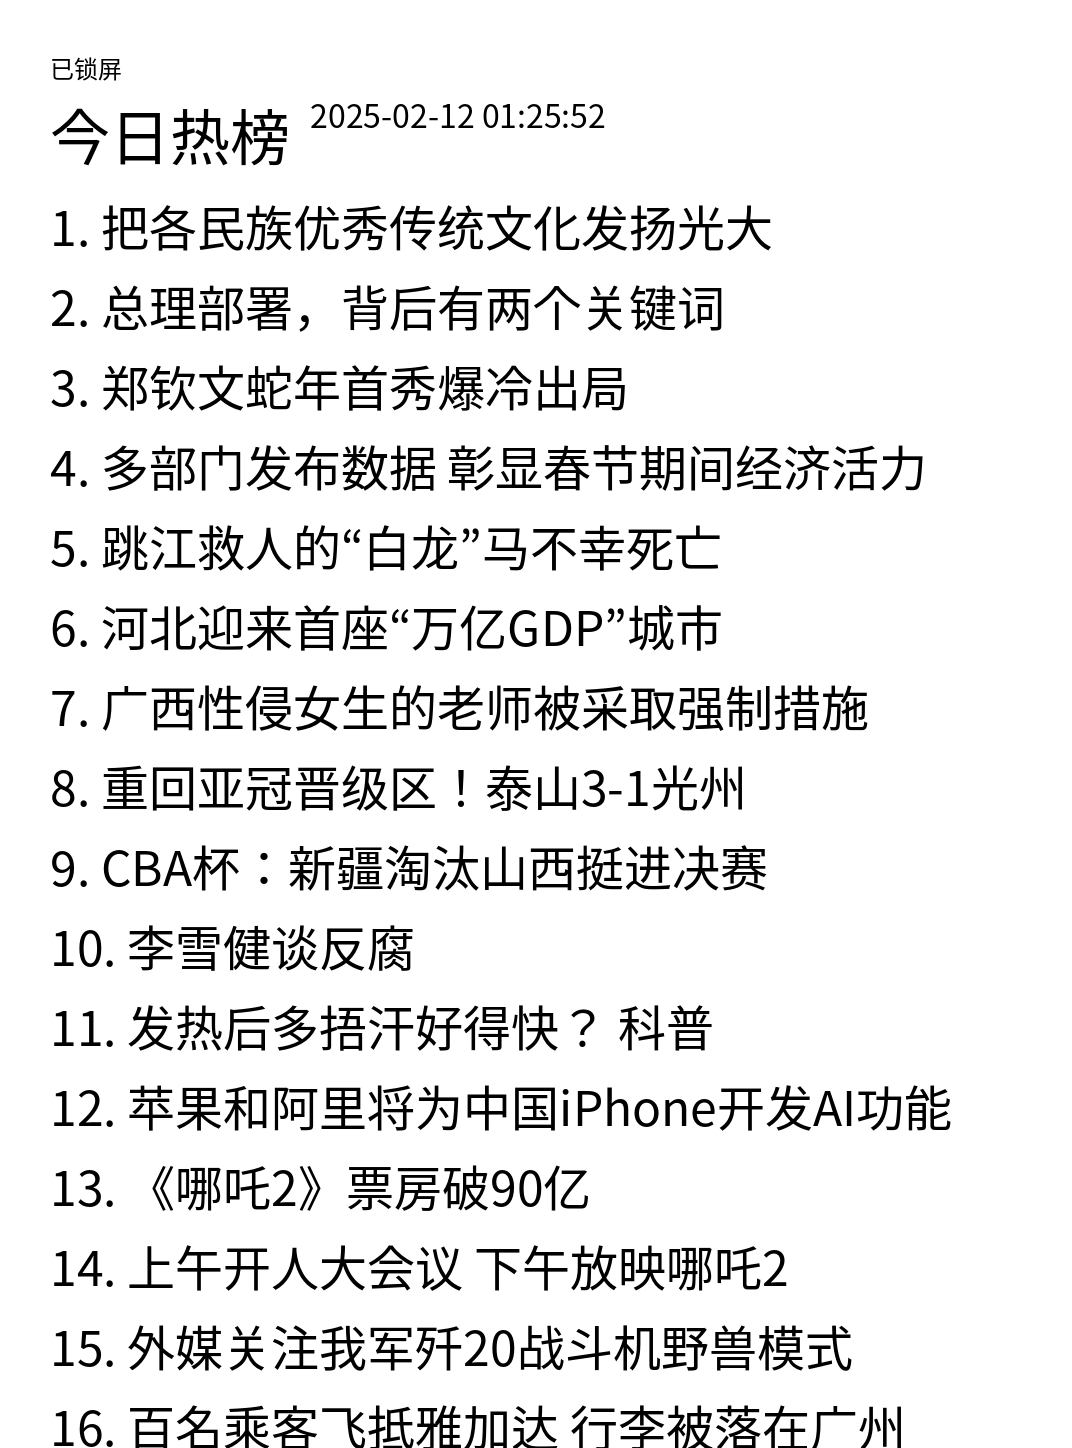 已锁屏
今日热榜 2025-02-12 01:25:52
1. 把各民族优秀传统文化发扬光大
2. 总理部署，背后有两个关键词
3. 郑钦文蛇年首秀爆冷出局
4. 多部门发布数据 彰显春节期间经济活力
5. 跳江救人的“白龙”马不幸死亡
6. 河北迎来首座“万亿GDP”城市
7. 广西性侵女生的老师被采取强制措施
8. 重回亚冠晋级区！泰山3-1光州
9. CBA杯：新疆淘汰山西挺进决赛
10. 李雪健谈反腐
11. 发热后多捂汗好得快？ 科普
12. 苹果和阿里将为中国iPhone开发AI功能
13. 《哪吒2》票房破90亿
14. 上午开人大会议 下午放映哪吒2
15. 外媒关注我军歼20战斗机野兽模式
16. 百名乘客飞抵雅加达 行李被落在广州